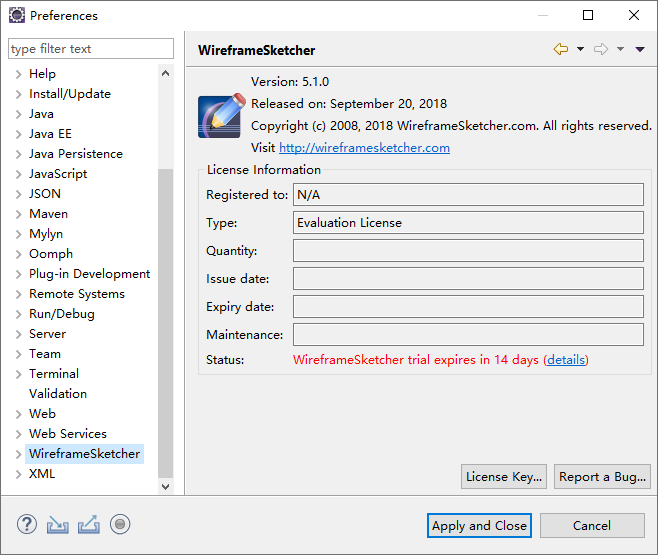 Preferences
type filter text
Help
Install/Update
Java
Java EE
Java Persistence
JavaScript
JSON
Maven
Mylyn
Oomph
Plug-in Development
Remote Systems
Run/Debug
Server
Team
Terminal
Validation
Web
Web Services
WireframeSketcher
XML
WireframeSketcher
Version: 5.1.0
Released on: September 20, 2018
Copyright (c) 2008, 2018 WireframeSketcher.com. All rights reserved.
Visit http://wireframesketcher.com
License Information
Registered to: N/A
Type: Evaluation License
Quantity:
Issue date:
Expiry date:
Maintenance:
Status: WireframeSketcher trial expires in 14 days (details)
License Key... Report a Bug...
? Apply and Close Cancel